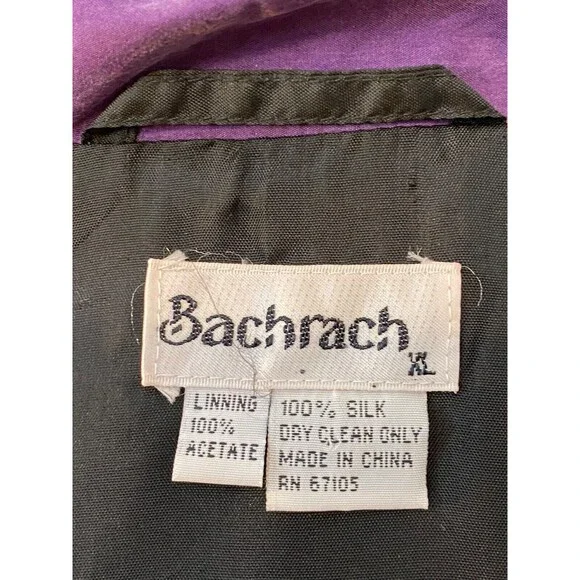 Bachrach
XL
LINNING
100%
ACETATE
100% SILK
DRY CLEAN ONLY
MADE IN CHINA
RN 67105